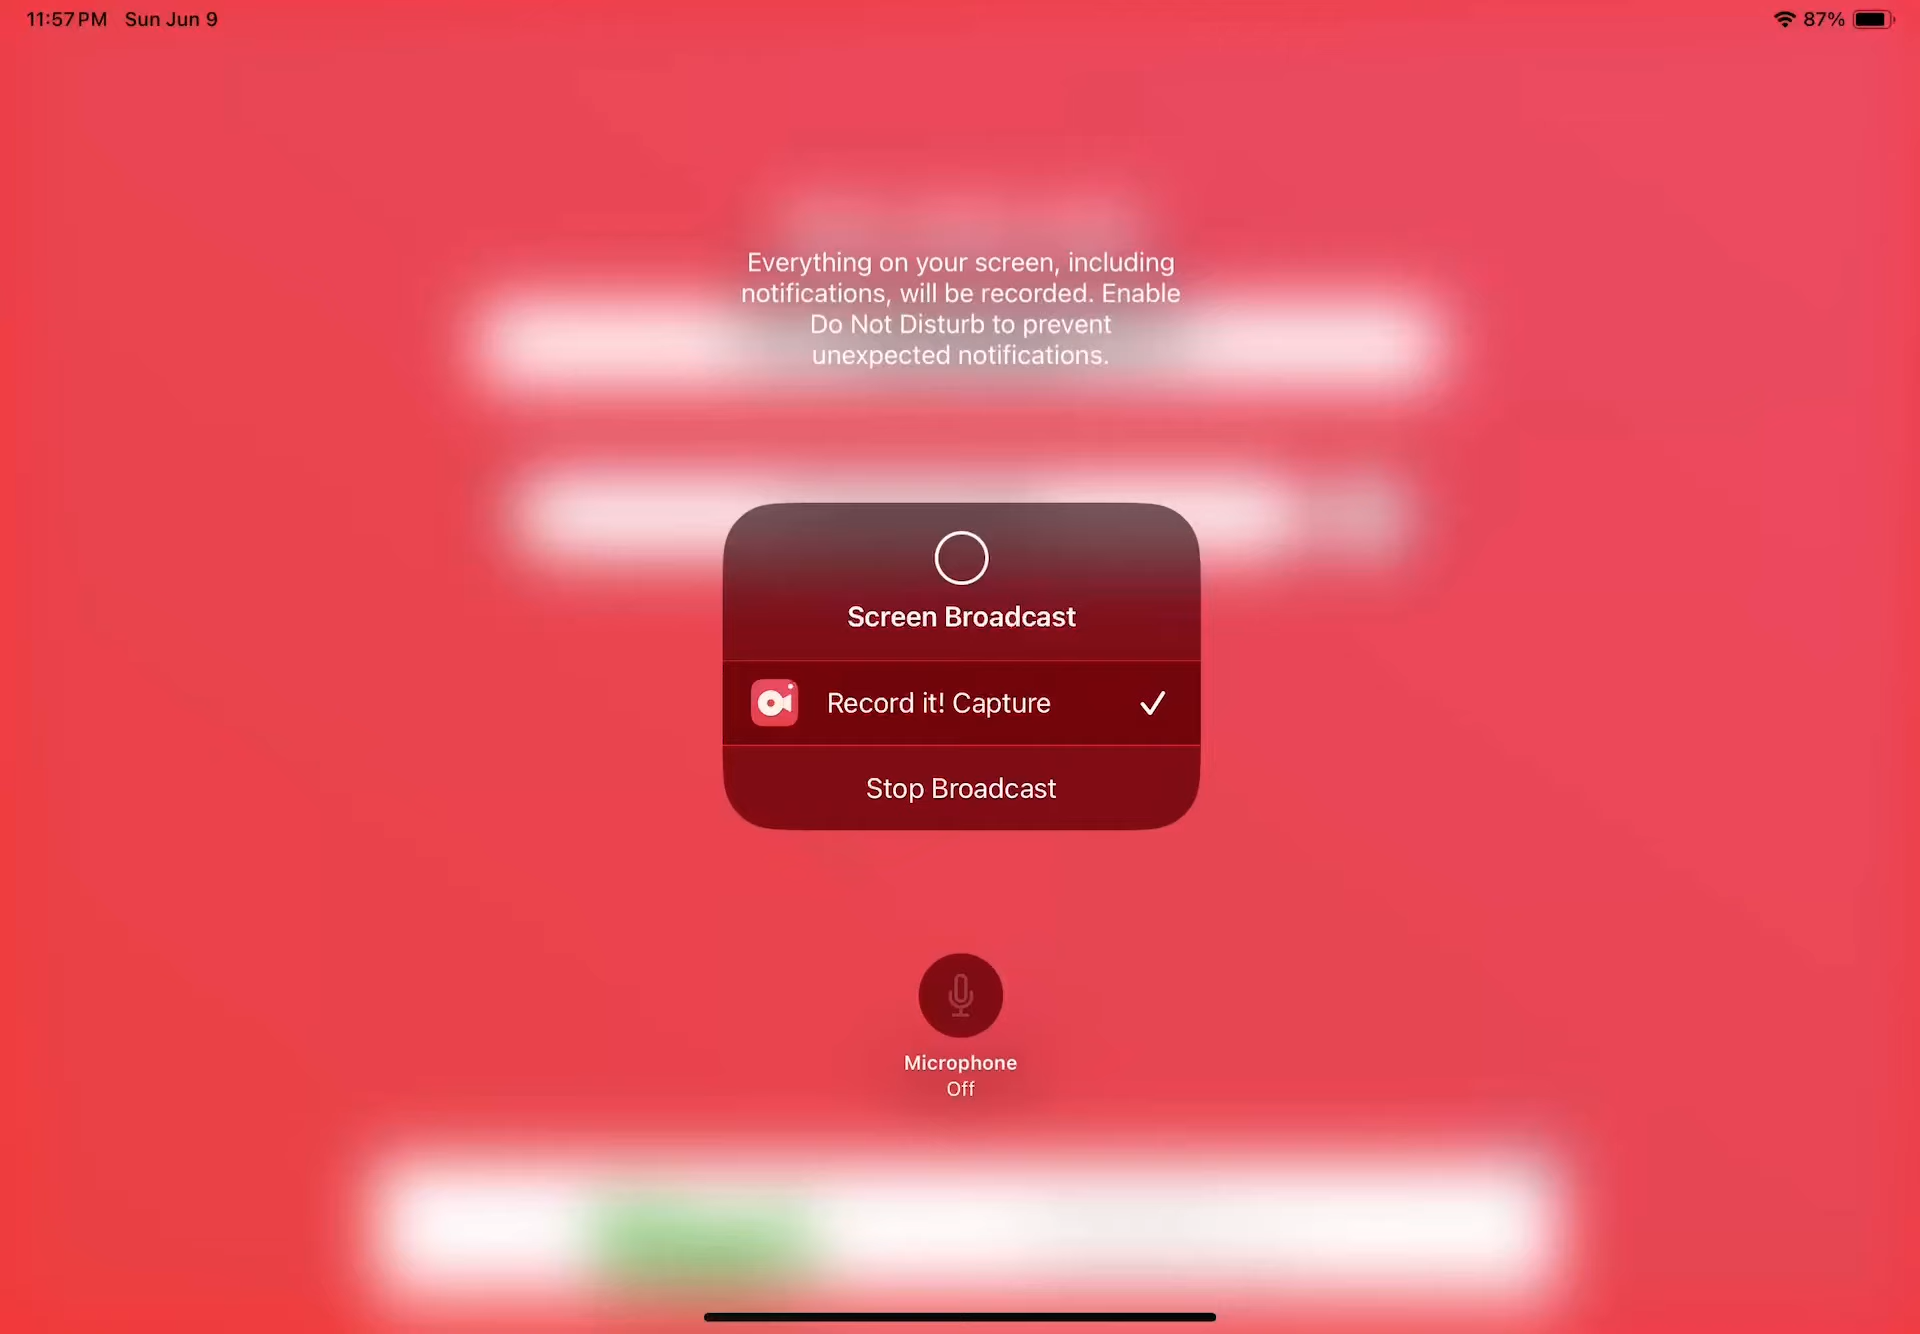 11:57 PM Sun Jun 9
87%
Everything on your screen, including
notifications, will be recorded. Enable
Do Not Disturb to prevent
unexpected notifications.
Screen Broadcast
Record it! Capture
Stop Broadcast
Microphone
Off